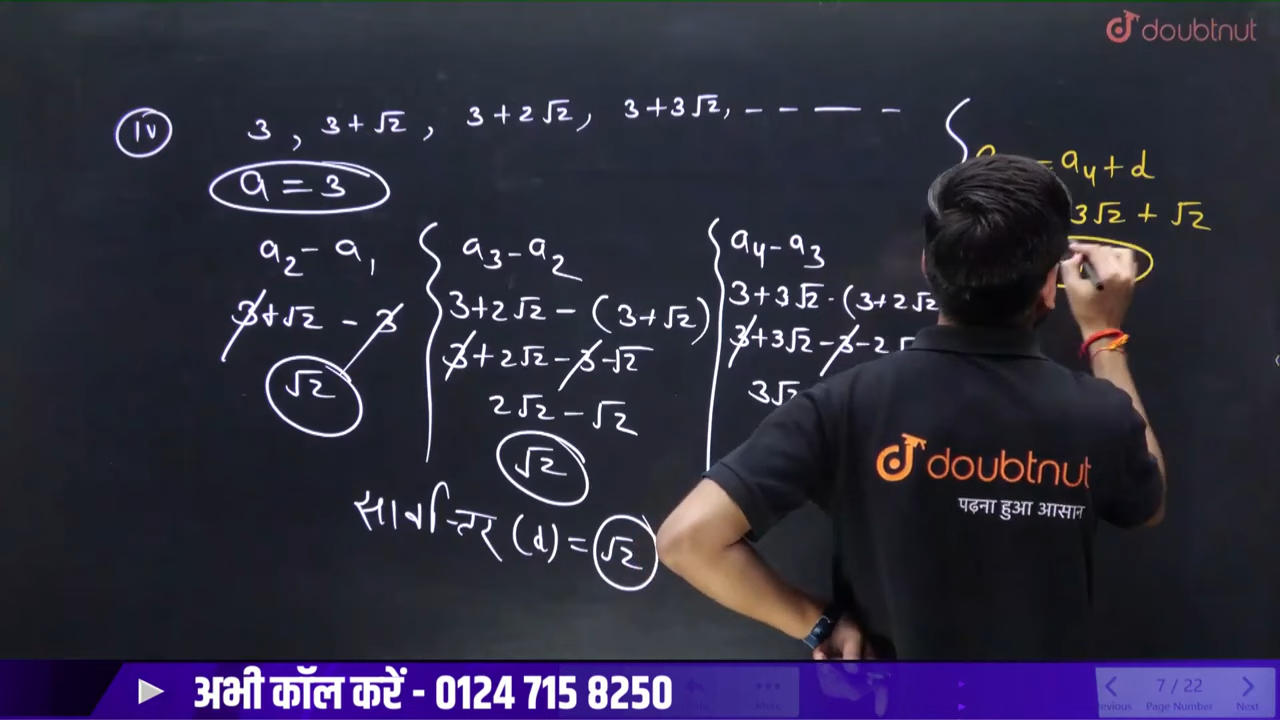 doubtnut
iv 3, 3+√2, 3+2√2, 3+3√2, - - — -
a = 3
a₂ - a₁
3+√2 - 3
√2
a₃ - a₂
3+2√2 - (3+√2)
3+2√2-3-√2
2√2 - √2
√2
a₄ - a₃
3+3√2-(3+2√2
3+3√2-3-2√
3√2
= a₄ + d
3√2 + √2
सार्वान्तर (d) = √2
doubtnut
पढ़ना हुआ आसान
अभी कॉल करें - 0124 715 8250
7 / 22
evious Page Number Next